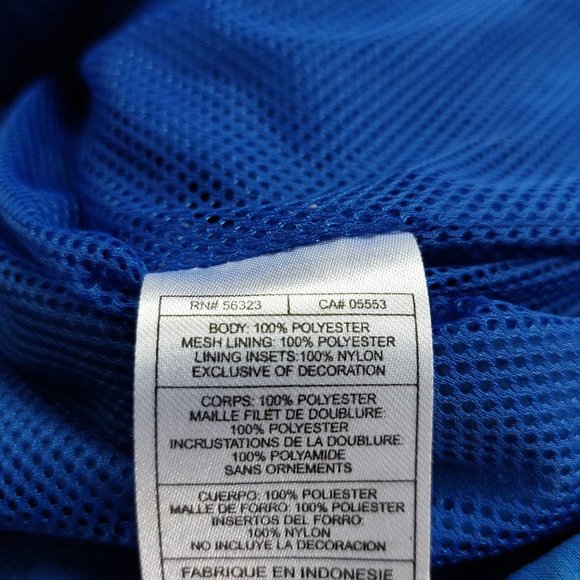 RN# 56323 CA# 05553
BODY: 100% POLYESTER
MESH LINING: 100% POLYESTER
LINING INSETS:100% NYLON
EXCLUSIVE OF DECORATION
CORPS: 100% POLYESTER
MAILLE FILET DE DOUBLURE:
100% POLYESTER
INCRUSTATIONS DE LA DOUBLURE:
100% POLYAMIDE
SANS ORNEMENTS
CUERPO: 100% POLIESTER
MALLE DE FORRO: 100% POLIESTER
INSERTOS DEL FORRO:
100% NYLON
NO INCLUYE LA DECORACION
FABRIQUE EN INDONESIE